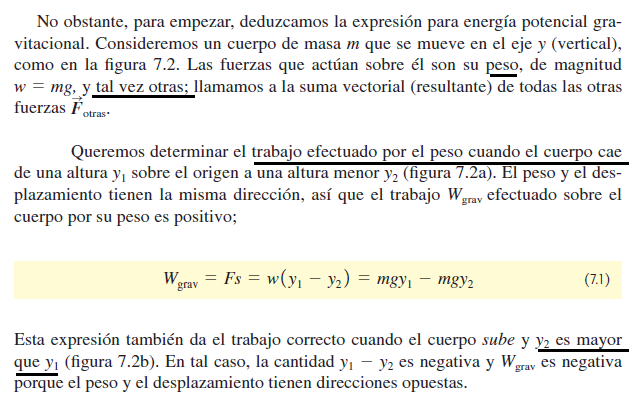 No obstante, para empezar, deduzcamos la expresión para energía potencial gra-
vitacional. Consideremos un cuerpo de masa m que se mueve en el eje y (vertical),
como en la figura 7.2. Las fuerzas que actúan sobre él son su peso, de magnitud
w = mg, y tal vez otras; llamamos a la suma vectorial (resultante) de todas las otras
fuerzas F⃗otras.
Queremos determinar el trabajo efectuado por el peso cuando el cuerpo cae
de una altura y₁ sobre el origen a una altura menor y₂ (figura 7.2a). El peso y el des-
plazamiento tienen la misma dirección, así que el trabajo Wgrav efectuado sobre el
cuerpo por su peso es positivo;
Wgrav = Fs = w(y₁ − y₂) = mgy₁ − mgy₂ (7.1)
Esta expresión también da el trabajo correcto cuando el cuerpo sube y y₂ es mayor
que y₁ (figura 7.2b). En tal caso, la cantidad y₁ − y₂ es negativa y Wgrav es negativa
porque el peso y el desplazamiento tienen direcciones opuestas.